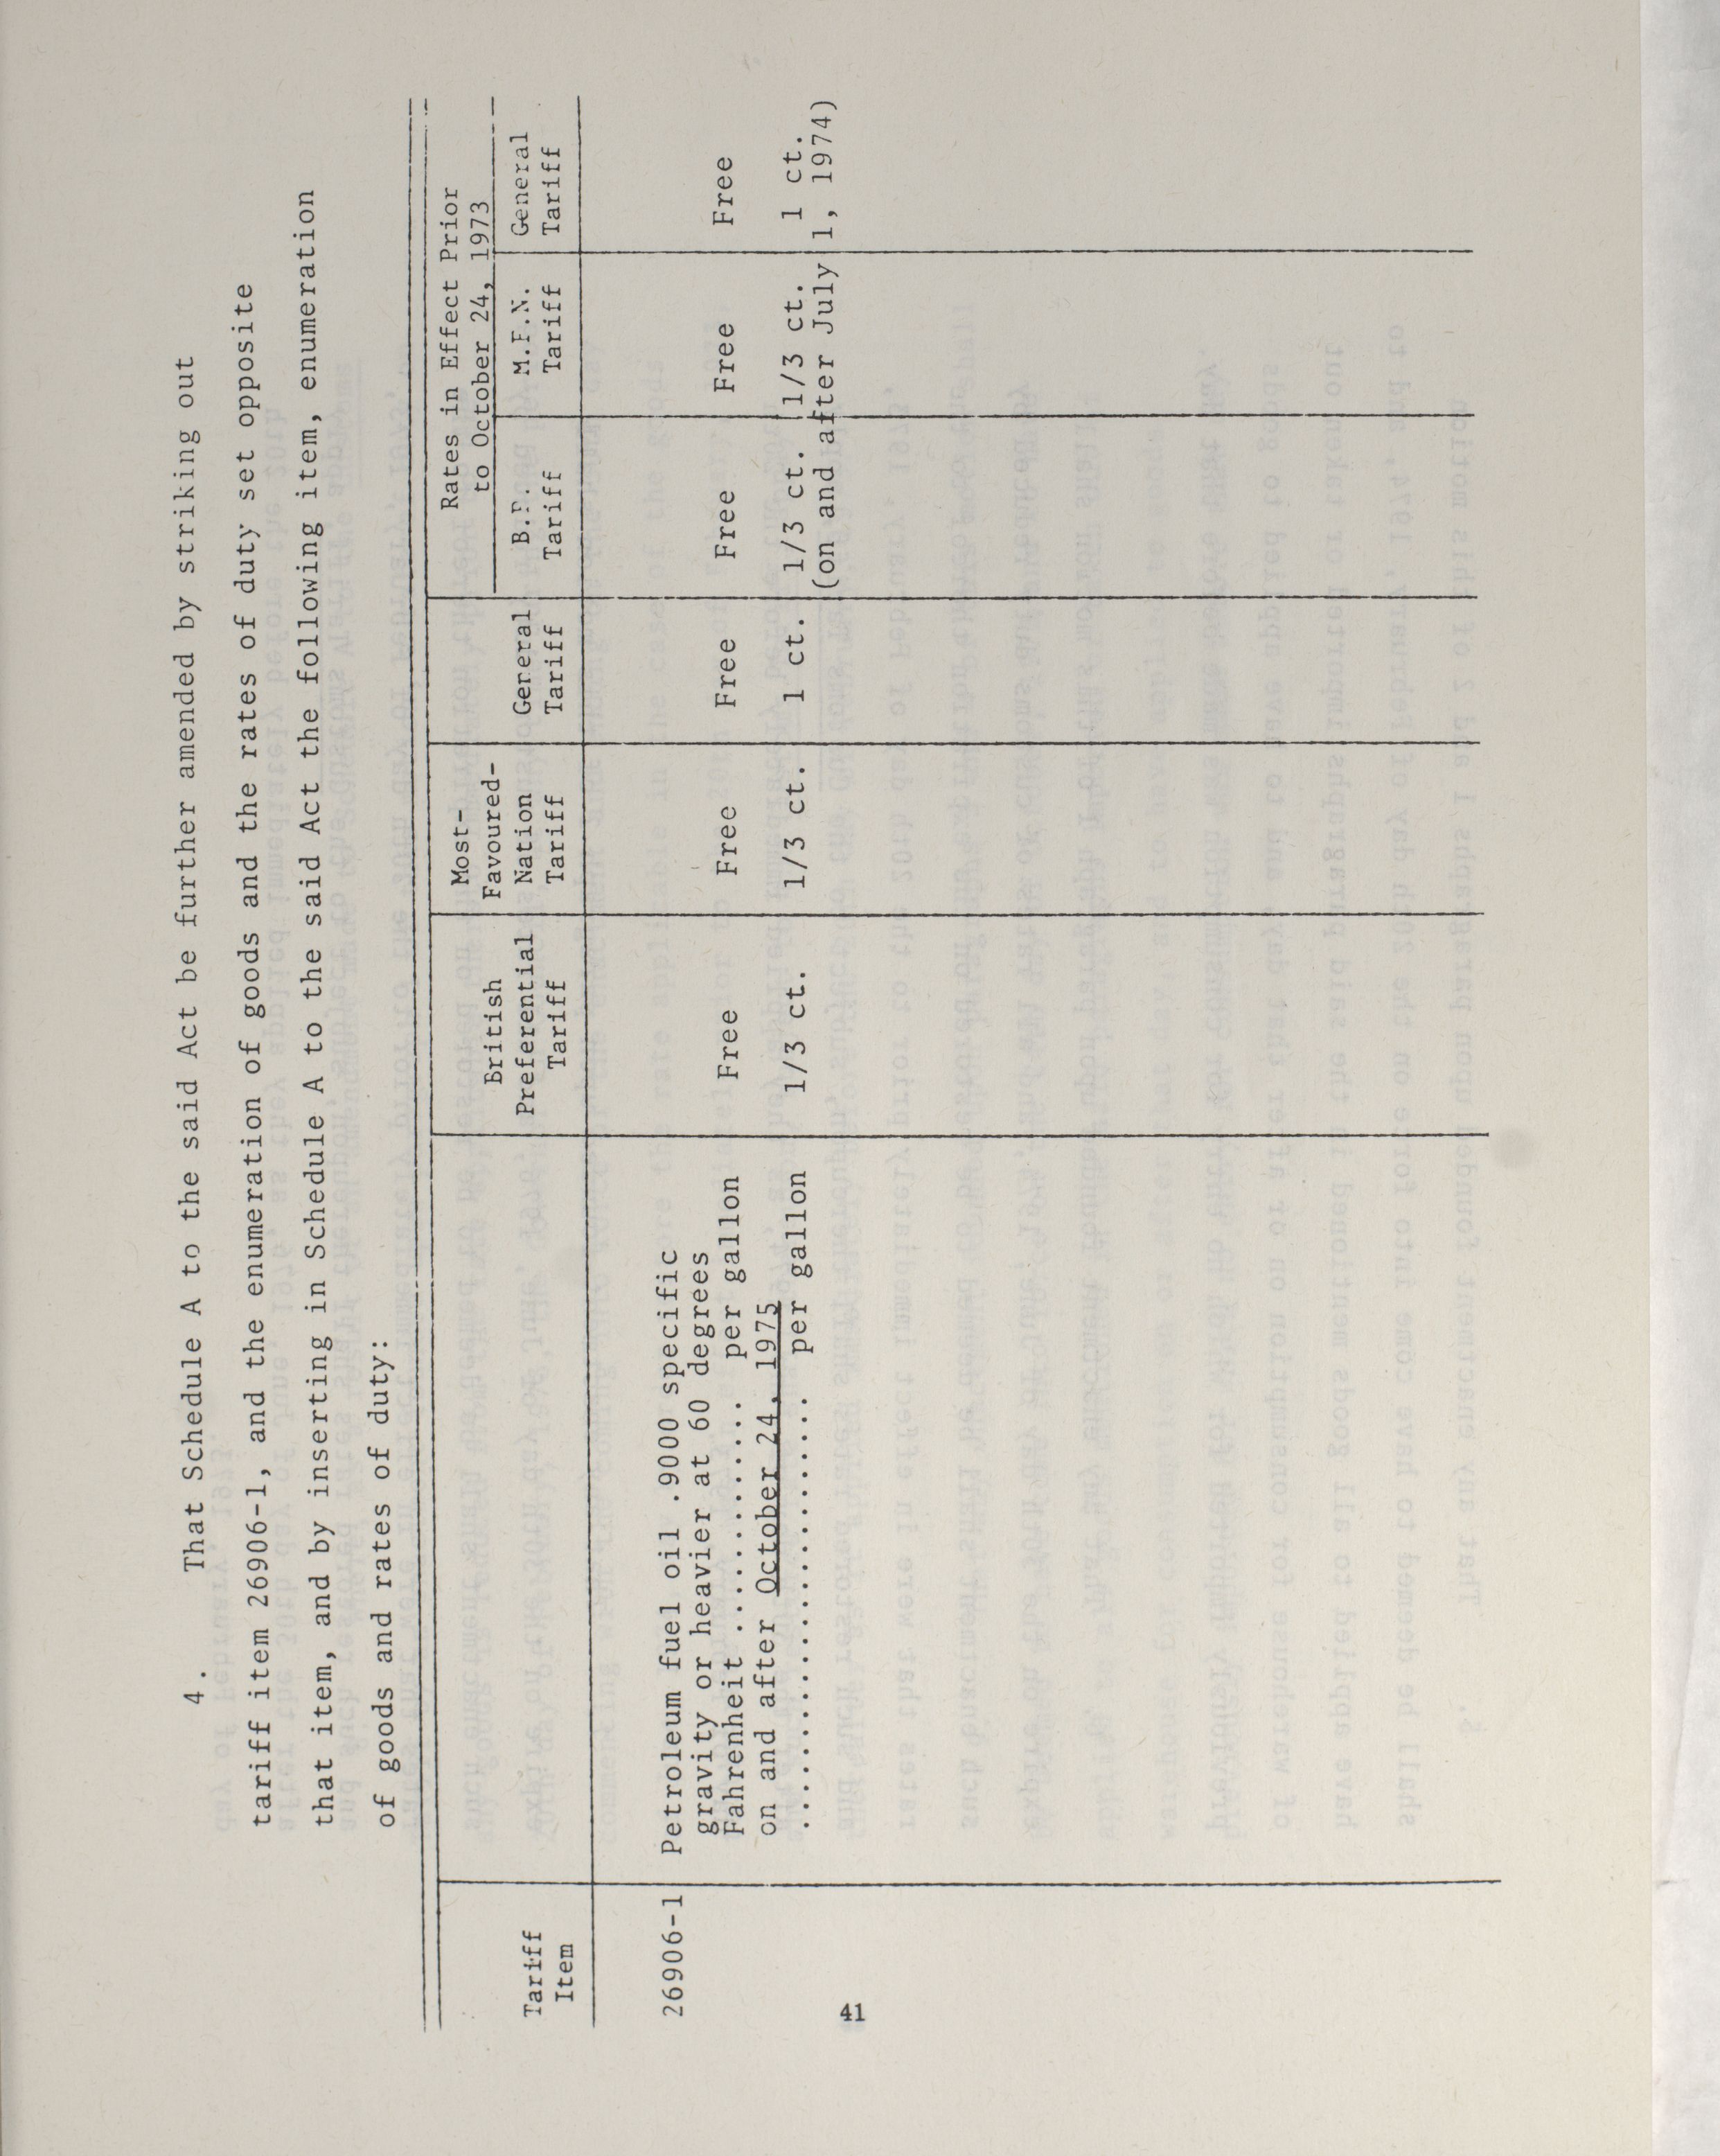 4. That Schedule A to the said Act be further amended by striking out
tariff item 26906-1, and the enumeration of goods and the rates of duty set opposite
that item, and by inserting in Schedule A to the said Act the following item, enumeration
of goods and rates of duty:
Tariff
Item
British
Preferential
Tariff
Most-
Favoured-
Nation
Tariff
General
Tariff
Rates in Effect Prior
to October 24, 1973
B.P.
Tariff
M.F.N.
Tariff
General
Tariff
26906-1 Petroleum fuel oil .9000 specific
gravity or heavier at 60 degrees
Fahrenheit .............. per gallon Free Free Free Free Free Free
on and after October 24, 1975
........................... per gallon 1/3 ct. 1/3 ct. 1 ct. 1/3 ct. 1/3 ct. 1 ct.
(on and after July 1, 1974)
41